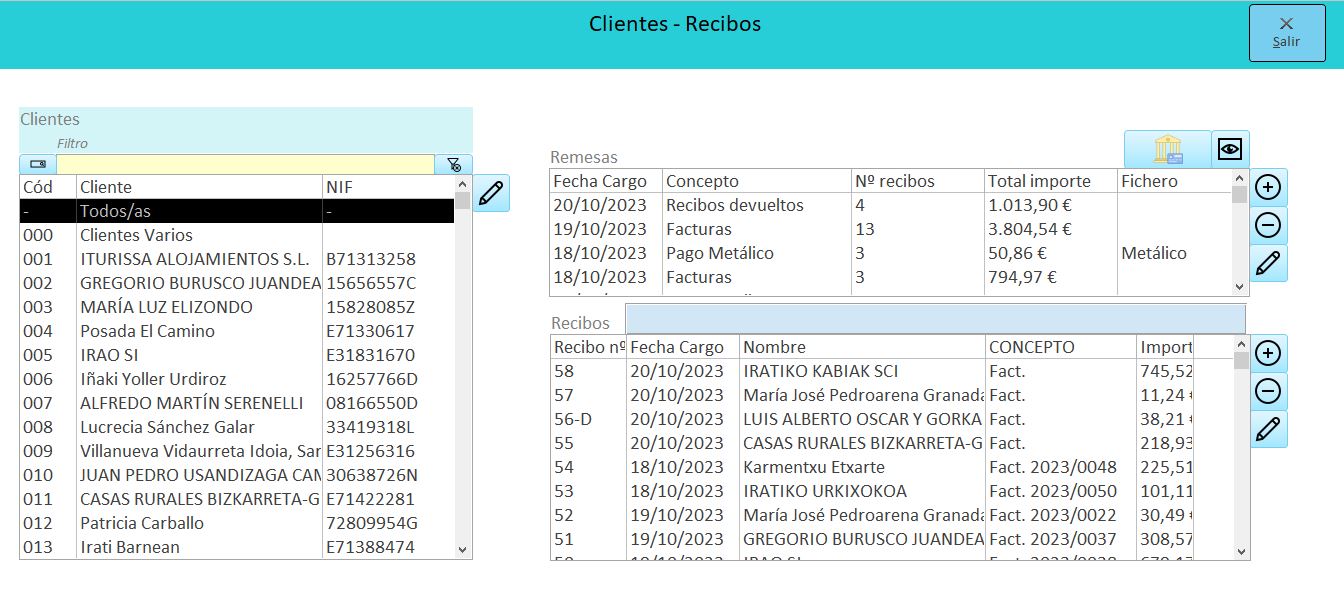 Clientes - Recibos
Salir
Clientes
Filtro
Cód Cliente NIF
- Todos/as -
000 Clientes Varios
001 ITURISSA ALOJAMIENTOS S.L. B71313258
002 GREGORIO BURUSCO JUANDEA 15656557C
003 MARÍA LUZ ELIZONDO 15828085Z
004 Posada El Camino E71330617
005 IRAO SI E31831670
006 Iñaki Yoller Urdiroz 16257766D
007 ALFREDO MARTÍN SERENELLI 08166550D
008 Lucrecia Sánchez Galar 33419318L
009 Villanueva Vidaurreta Idoia, Sar E31256316
010 JUAN PEDRO USANDIZAGA CAM 30638726N
011 CASAS RURALES BIZKARRETA-G E71422281
012 Patricia Carballo 72809954G
013 Irati Barnean E71388474
Remesas
Fecha Cargo Concepto Nº recibos Total importe Fichero
20/10/2023 Recibos devueltos 4 1.013,90 €
19/10/2023 Facturas 13 3.804,54 €
18/10/2023 Pago Metálico 3 50,86 € Metálico
18/10/2023 Facturas 3 794,97 €
Recibos
Recibo nº Fecha Cargo Nombre CONCEPTO Import
58 20/10/2023 IRATIKO KABIAK SCI Fact. 745,52
57 20/10/2023 María José Pedroarena Granada Fact. 11,24 €
56-D 20/10/2023 LUIS ALBERTO OSCAR Y GORKA Fact. 38,21 €
55 20/10/2023 CASAS RURALES BIZKARRETA-G Fact. 218,93
54 18/10/2023 Karmentxu Etxarte Fact. 2023/0048 225,51
53 18/10/2023 IRATIKO URKIXOKOA Fact. 2023/0050 101,11
52 19/10/2023 María José Pedroarena Granada Fact. 2023/0022 30,49 €
51 19/10/2023 GREGORIO BURUSCO JUANDEA Fact. 2023/0037 308,57